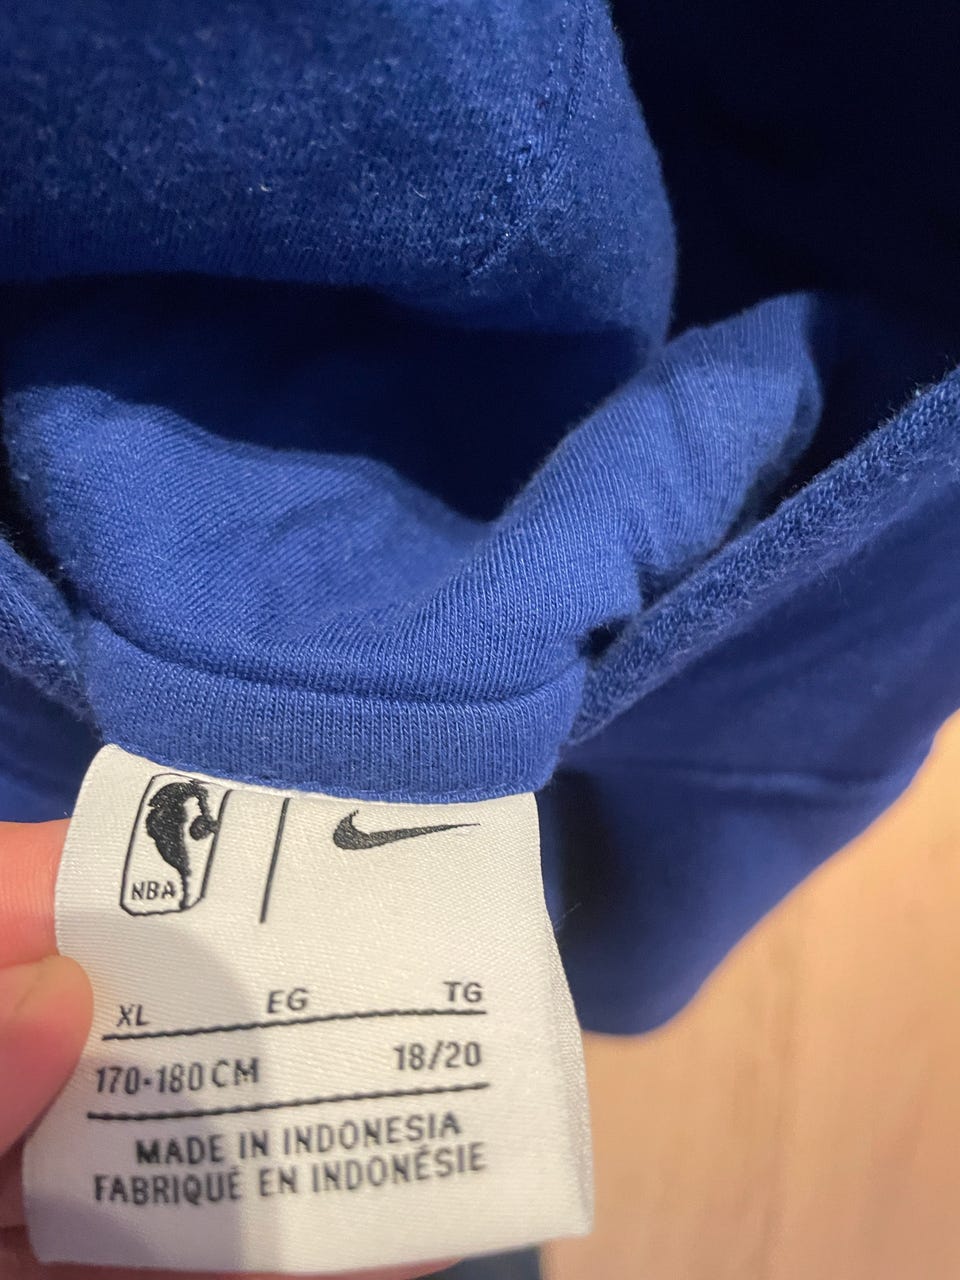 NBA
XL EG TG
170-180 CM 18/20
MADE IN INDONESIA
FABRIQUÉ EN INDONÉSIE